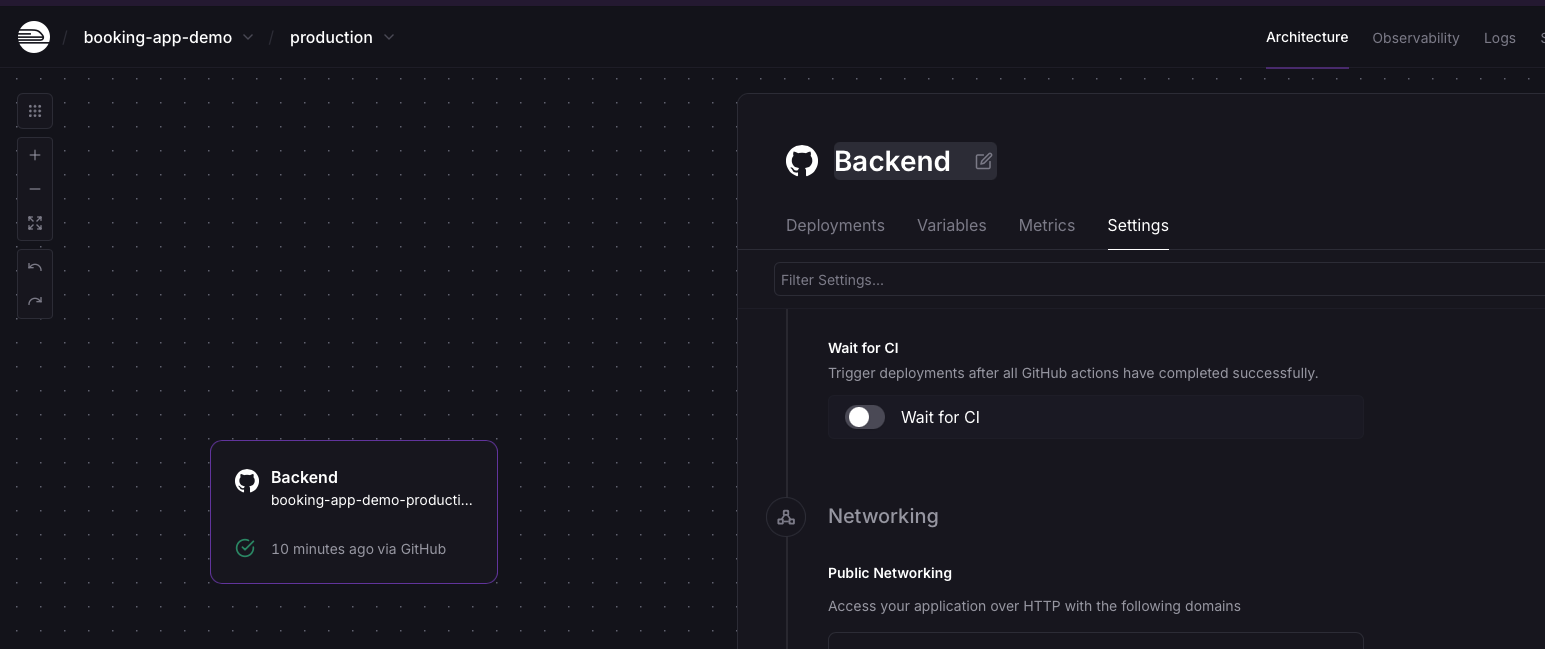 / booking-app-demo / production
Architecture Observability Logs
Backend
Deployments Variables Metrics Settings
Filter Settings...
Wait for CI
Trigger deployments after all GitHub actions have completed successfully.
Wait for CI
Backend
booking-app-demo-producti...
10 minutes ago via GitHub
Networking
Public Networking
Access your application over HTTP with the following domains